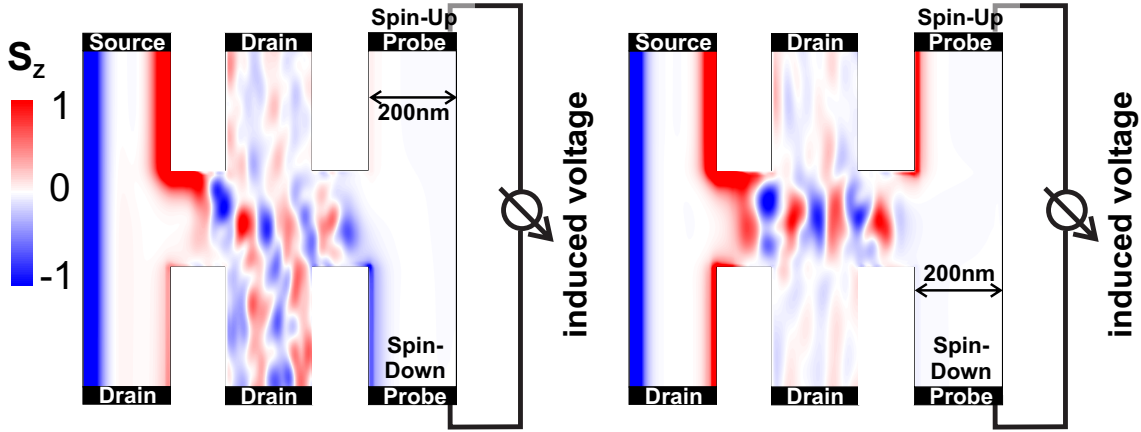 Spin-Up
Source
Drain
Probe
Sz
1
0
-1
200nm
induced voltage
Spin-
Down
Drain
Drain
Probe
Spin-Up
Source
Drain
Probe
200nm
induced voltage
Spin-
Down
Drain
Drain
Probe